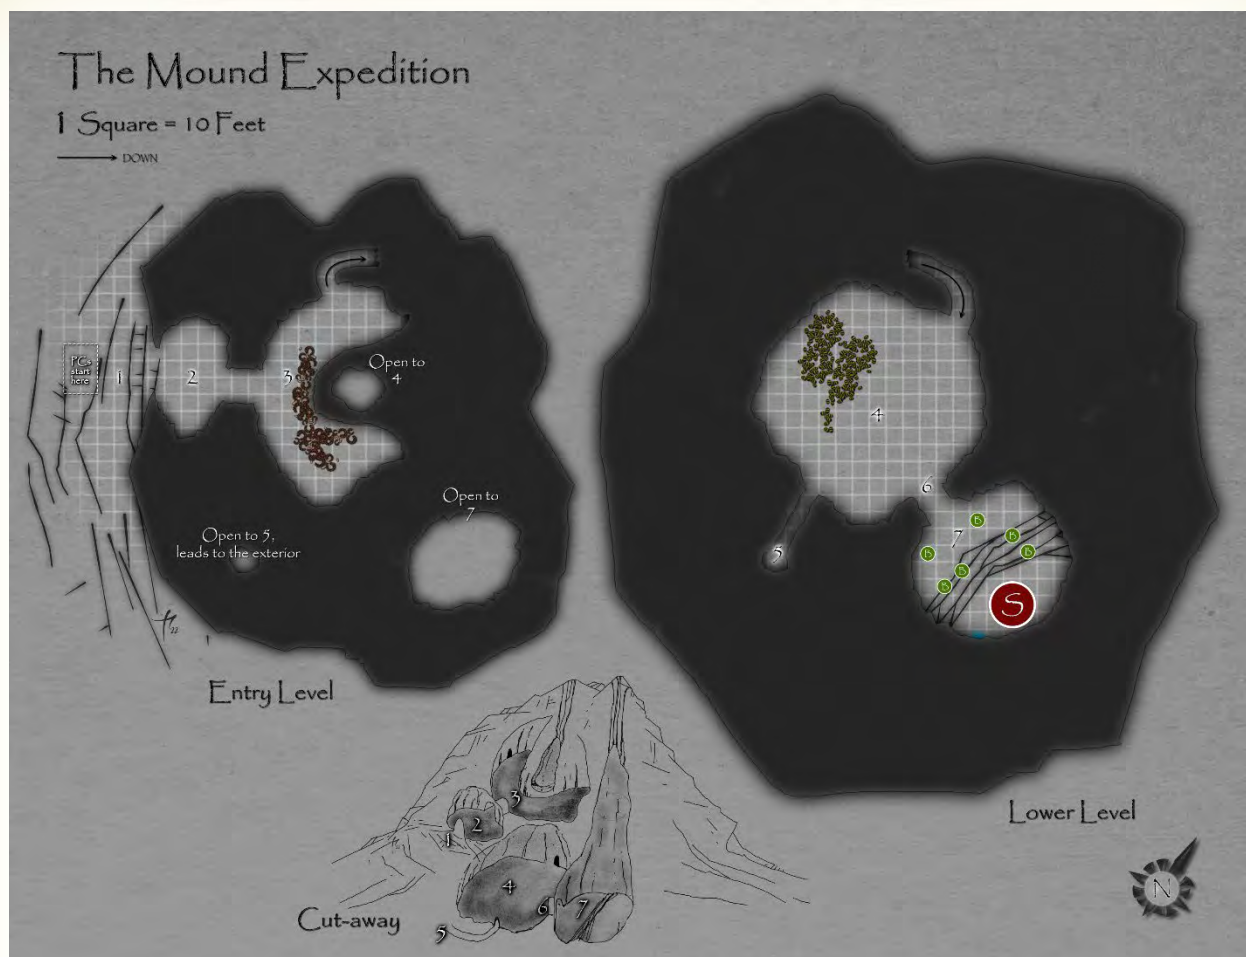 The Mound Expedition
1 Square = 10 Feet
DOWN
PCs
start
here
1
2
3
Open to
4
Open to
7
Open to 5,
leads to the exterior
Entry Level
4
5
6
7
B
B
B
B
B
B
S
Lower Level
3
2
1
4
6
7
5
Cut-away
N